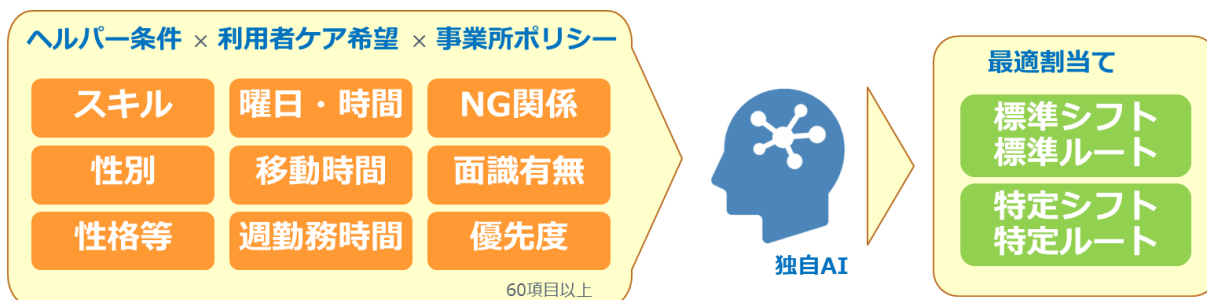 ヘルパー条件 × 利用者ケア希望 × 事業所ポリシー
スキル
曜日・時間
NG関係
性別
移動時間
面識有無
性格等
週勤務時間
優先度
60項目以上
独自AI
最適割当て
標準シフト
標準ルート
特定シフト
特定ルート